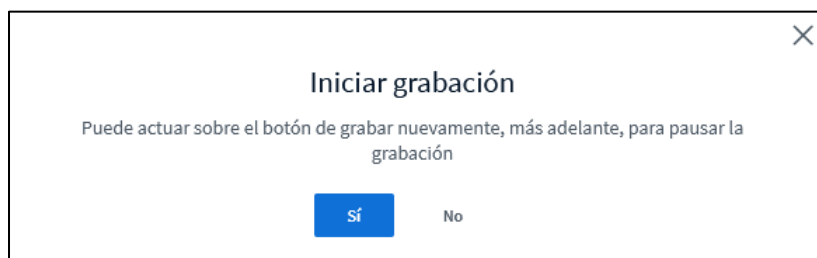 Iniciar grabación
Puede actuar sobre el botón de grabar nuevamente, más adelante, para pausar la
grabación
Sí No